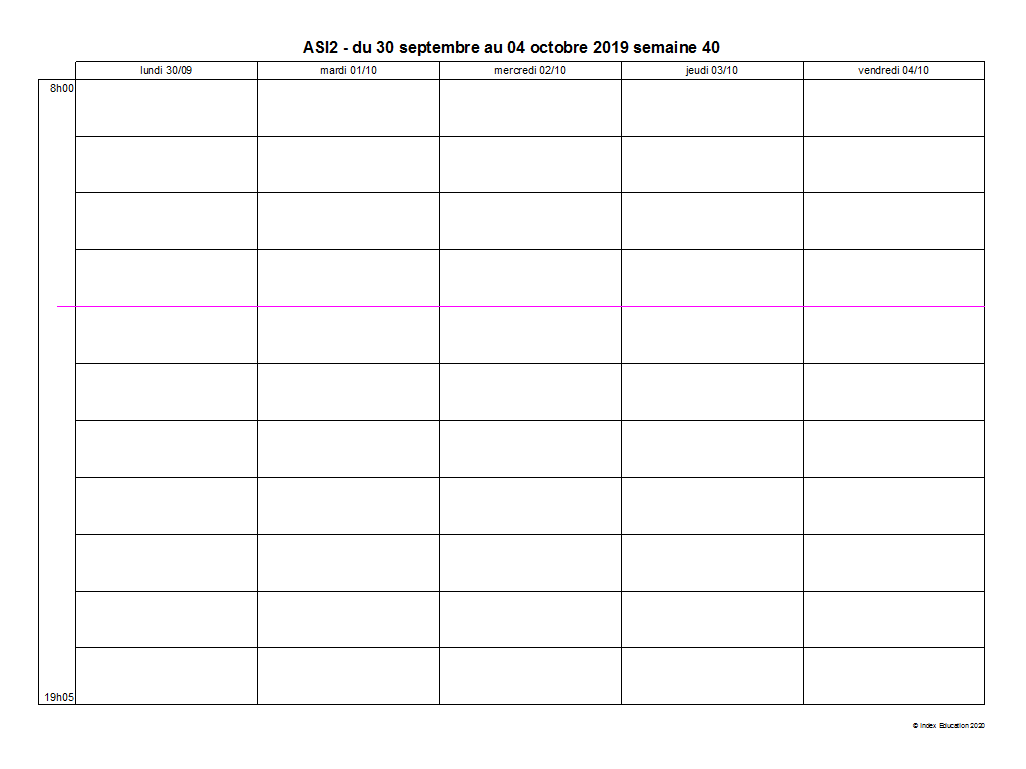 ASI2 - du 30 septembre au 04 octobre 2019 semaine 40
lundi 30/09 mardi 01/10 mercredi 02/10 jeudi 03/10 vendredi 04/10
8h00
19h05
© Index Education 2020